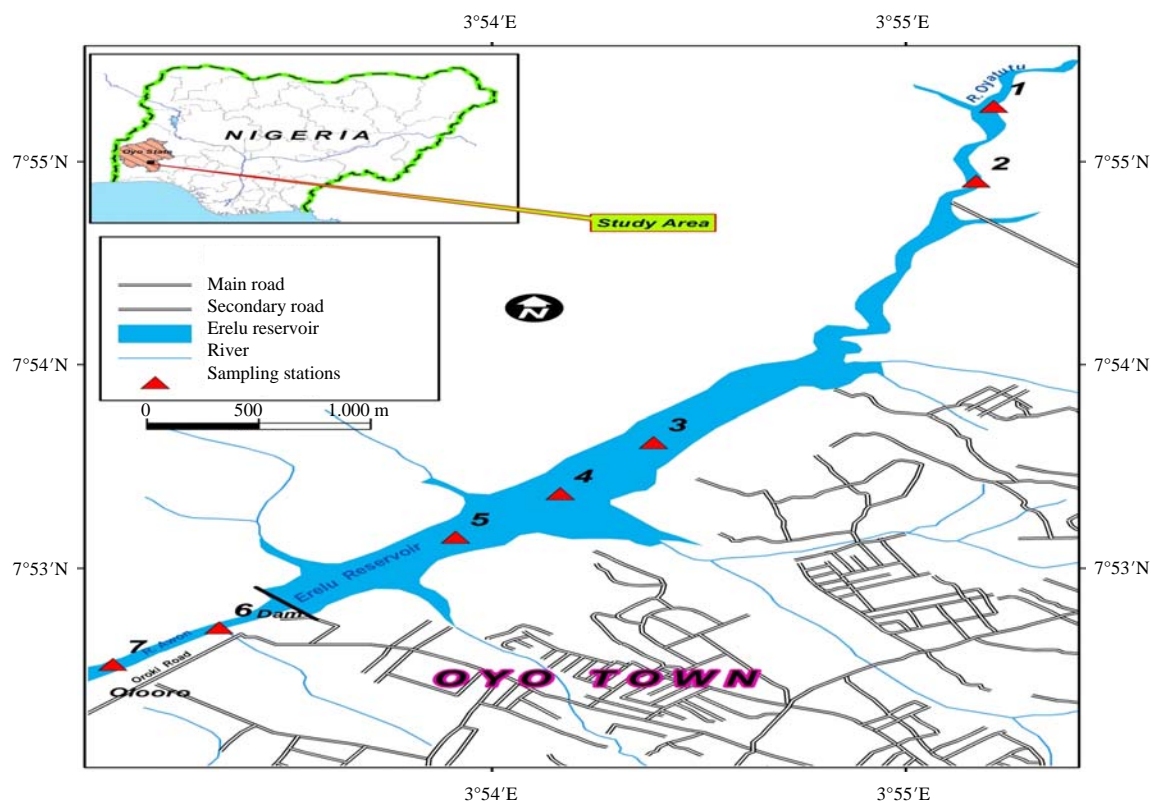 3°54′E
3°55′E
R. Oyatutu
1
NIGERIA
Oyo State
7°55′N
7°55′N
2
Study Area
Main road
Secondary road
Erelu reservoir
River
Sampling stations
N
7°54′N
7°54′N
0 500 1.000 m
3
4
5
Erelu Reservoir
7°53′N
7°53′N
6
Dam
7
R. Awon
Oroki Road
Olooro
OYO TOWN
3°54′E
3°55′E